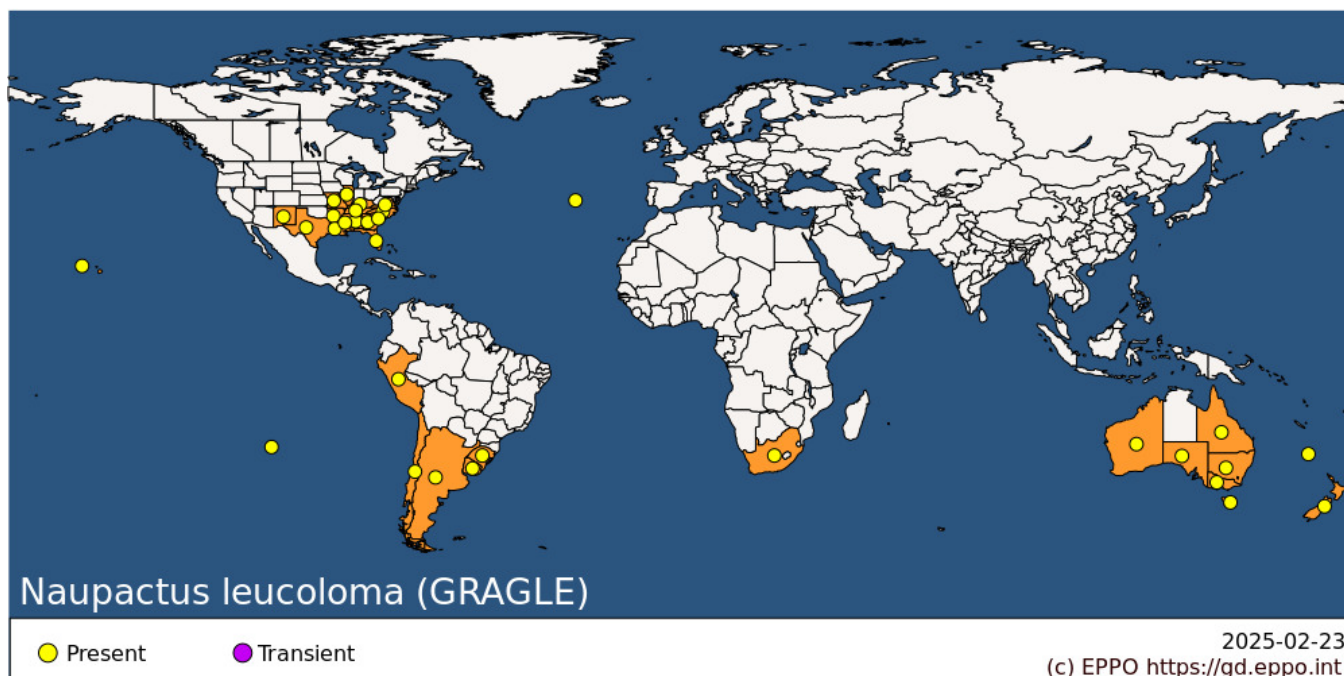 Naupactus leucoloma (GRAGLE)
Present
Transient
2025-02-23
(c) EPPO https://gd.eppo.int